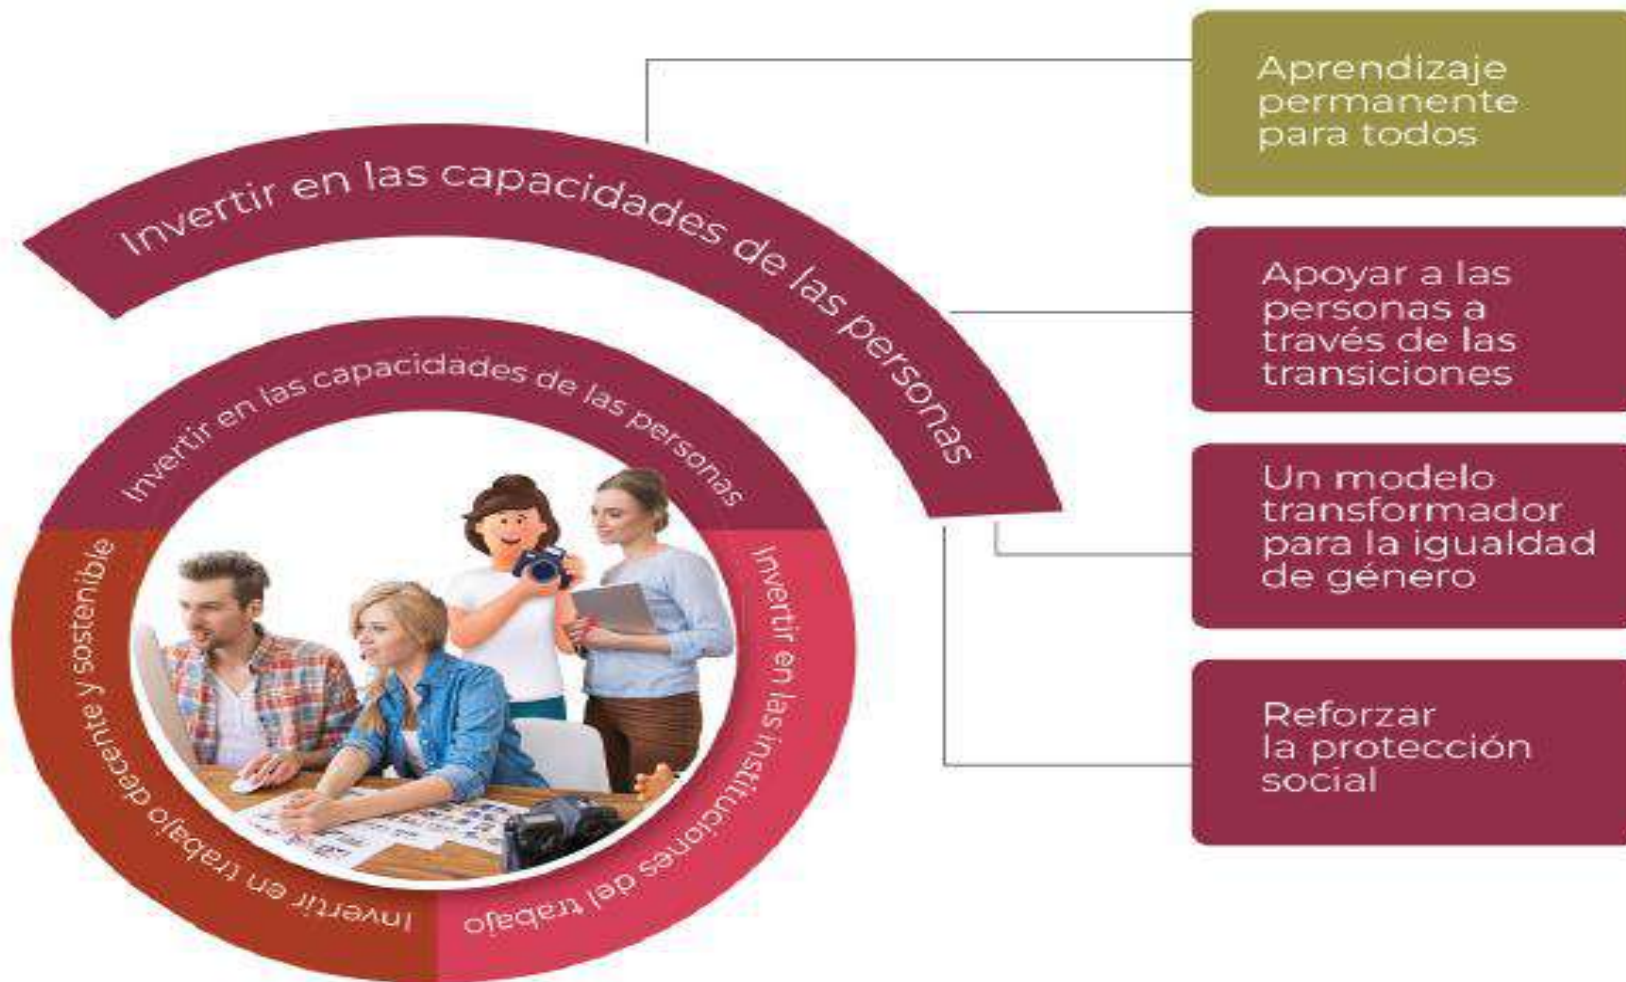 Invertir en las capacidades de las personas
Invertir en las capacidades de las personas
Invertir en trabajo decente y sostenible
Invertir en las instituciones del trabajo
Aprendizaje
permanente
para todos
Apoyar a las
personas a
través de las
transiciones
Un modelo
transformador
para la igualdad
de género
Reforzar
la protección
social